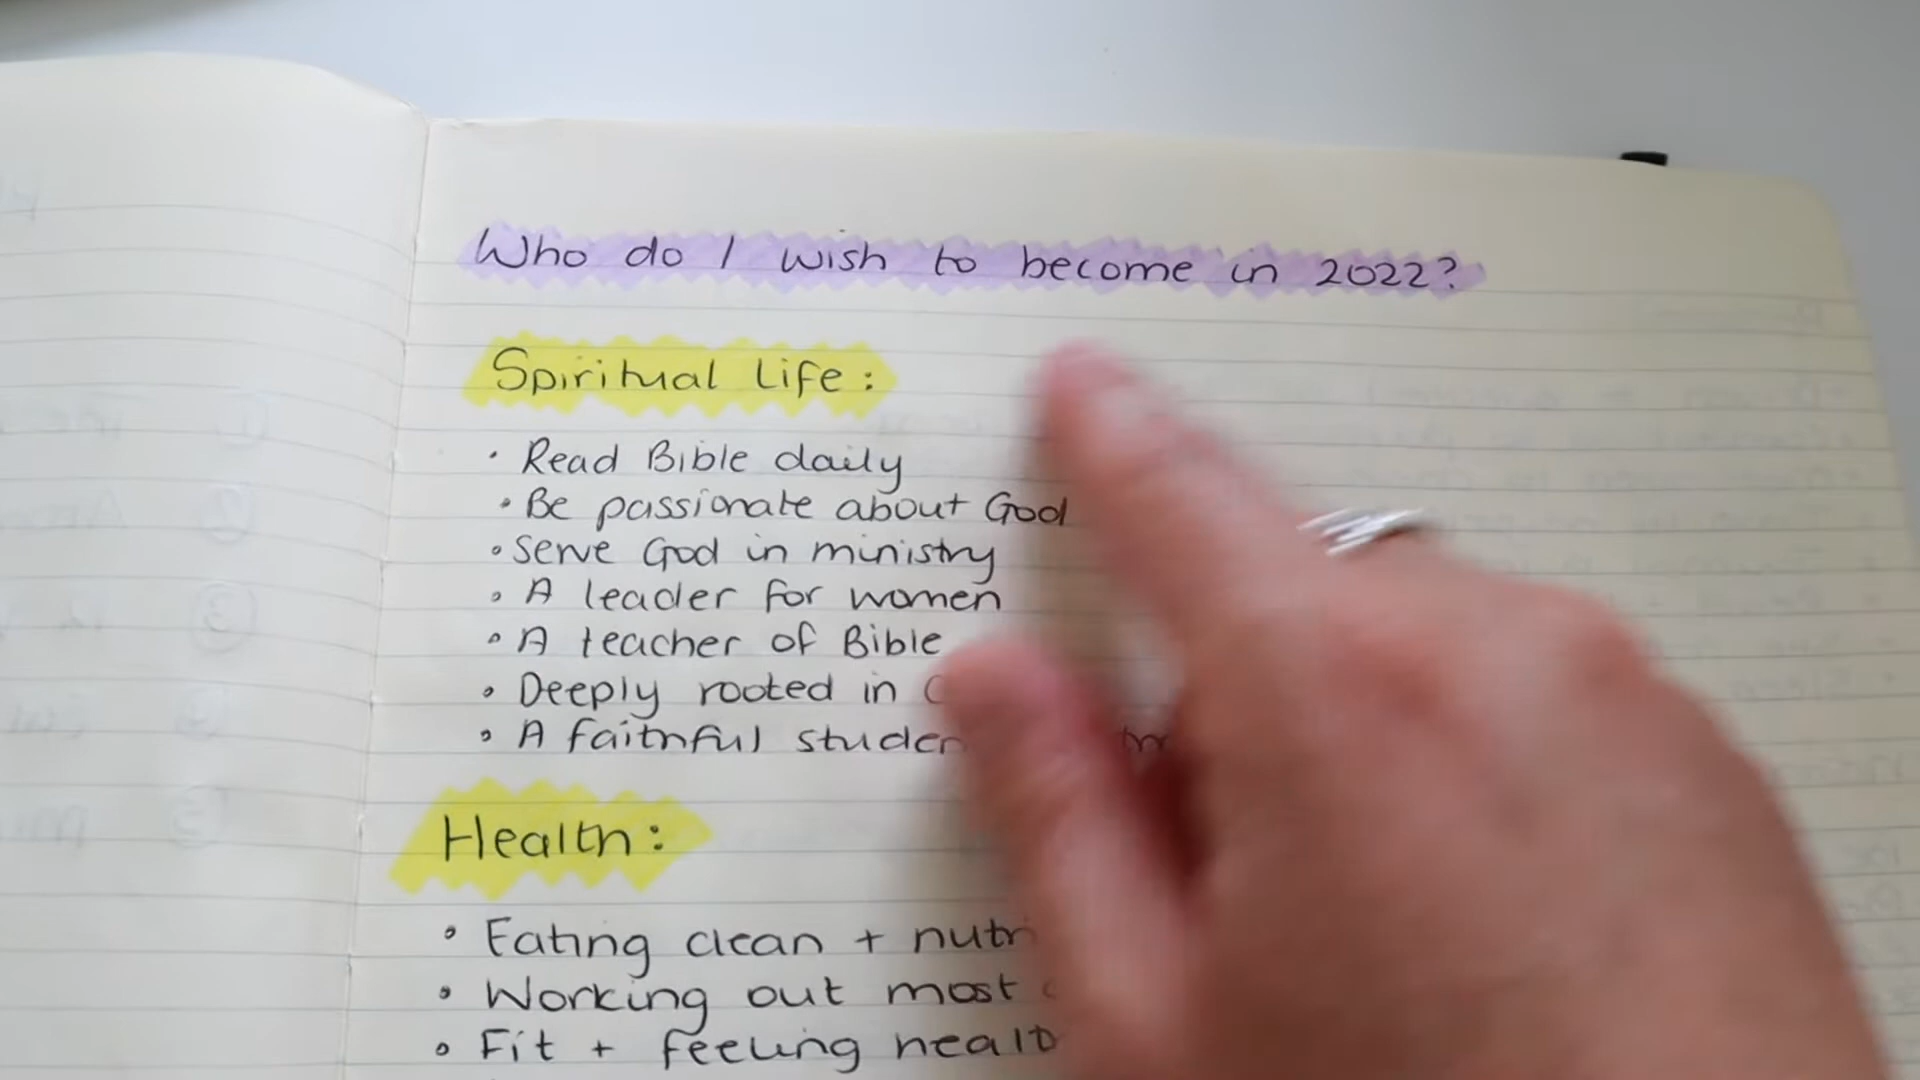 Who do I wish to become in 2022?
Spiritual Life:
• Read Bible daily
• Be passionate about God
• Serve God in ministry
• A leader for women
• A teacher of Bible
• Deeply rooted in
• A faithful
Health:
• Eating clean +
• Working out most
• Fit + feeling